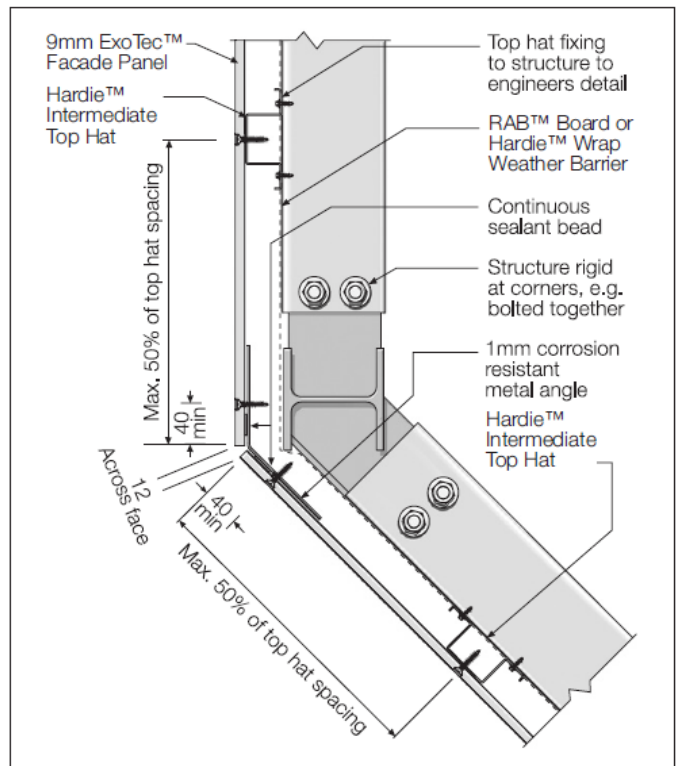 9mm ExoTec™
Facade Panel
Hardie™
Intermediate
Top Hat
Top hat fixing
to structure to
engineers detail
RAB™ Board or
Hardie™ Wrap
Weather Barrier
Continuous
sealant bead
Structure rigid
at corners, e.g.
bolted together
1mm corrosion
resistant
metal angle
Hardie™
Intermediate
Top Hat
Max. 50% of top hat spacing
40
min
12
Across face
40
min
Max. 50% of top hat spacing